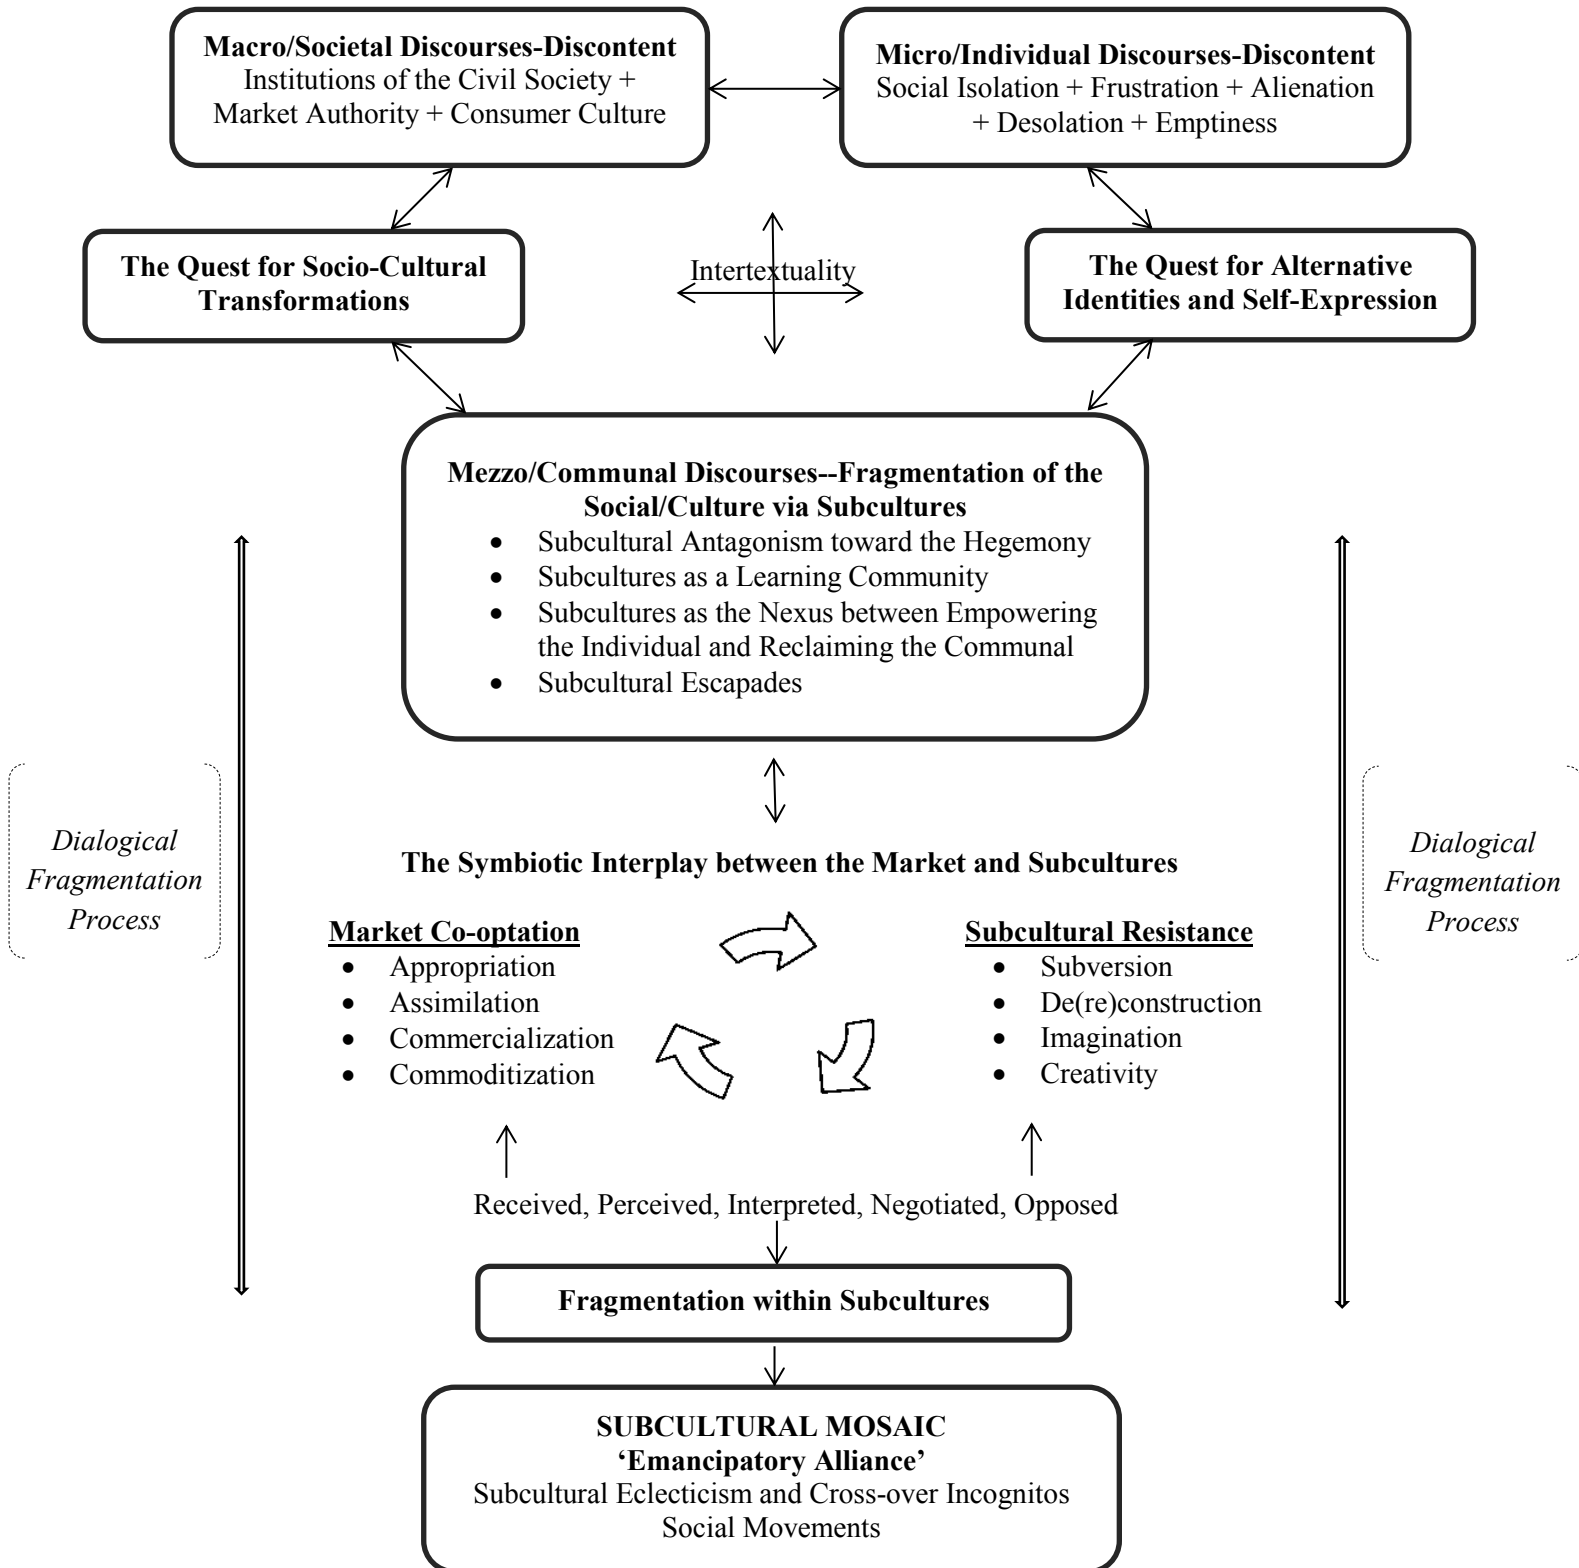 Macro/Societal Discourses-Discontent
Institutions of the Civil Society +
Market Authority + Consumer Culture
Micro/Individual Discourses-Discontent
Social Isolation + Frustration + Alienation
+ Desolation + Emptiness
The Quest for Socio-Cultural
Transformations
Intertextuality
The Quest for Alternative
Identities and Self-Expression
Mezzo/Communal Discourses--Fragmentation of the
Social/Culture via Subcultures
• Subcultural Antagonism toward the Hegemony
• Subcultures as a Learning Community
• Subcultures as the Nexus between Empowering
the Individual and Reclaiming the Communal
• Subcultural Escapades
Dialogical
Fragmentation
Process
Dialogical
Fragmentation
Process
The Symbiotic Interplay between the Market and Subcultures
Market Co-optation
• Appropriation
• Assimilation
• Commercialization
• Commoditization
Subcultural Resistance
• Subversion
• De(re)construction
• Imagination
• Creativity
Received, Perceived, Interpreted, Negotiated, Opposed
Fragmentation within Subcultures
SUBCULTURAL MOSAIC
‘Emancipatory Alliance’
Subcultural Eclecticism and Cross-over Incognitos
Social Movements